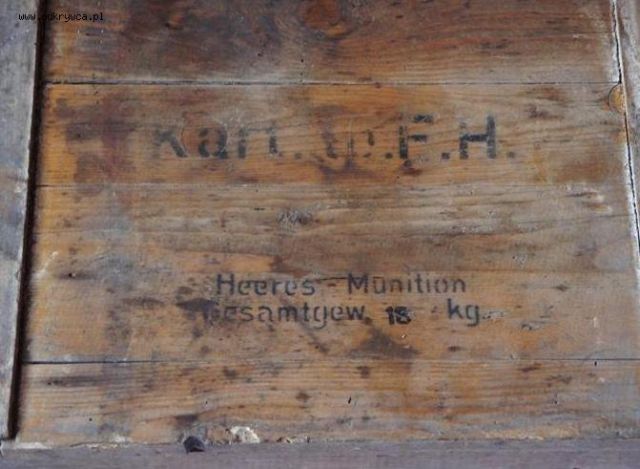 www.odkrywca.pl
Kart. F.H.
Heeres - Munition
Gesamtgew. 18 kg